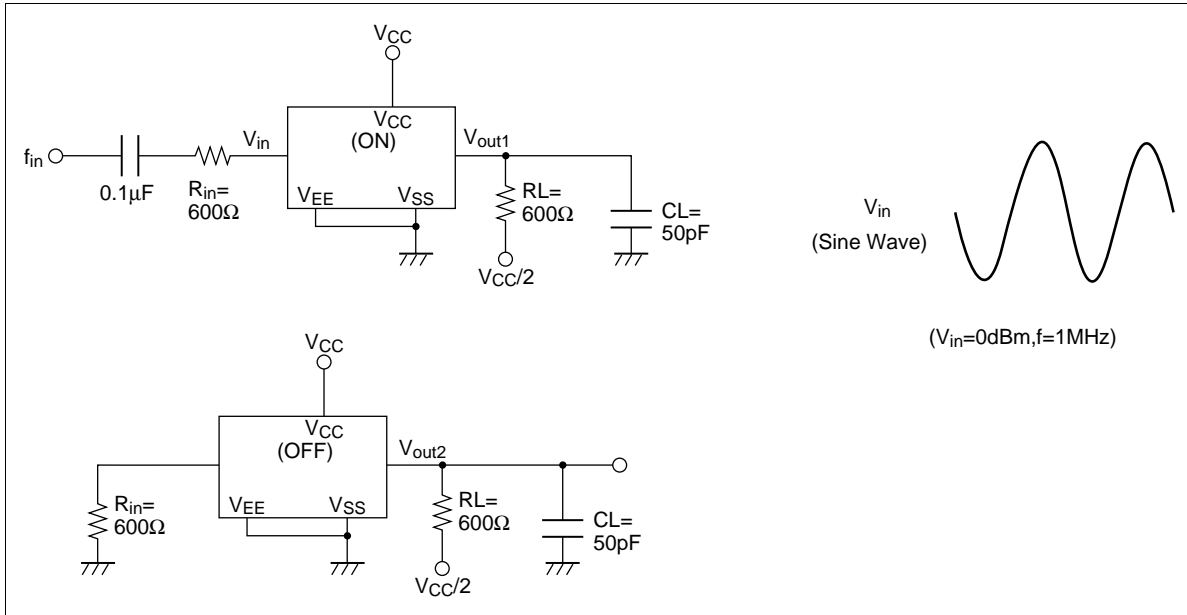 VCC
VCC
(ON)
fin
0.1μF
Rin=
600Ω
Vin
VEE
VSS
Vout1
RL=
600Ω
VCC/2
CL=
50pF
Vin
(Sine Wave)
(Vin=0dBm,f=1MHz)
VCC
VCC
(OFF)
Rin=
600Ω
VEE
VSS
Vout2
RL=
600Ω
VCC/2
CL=
50pF